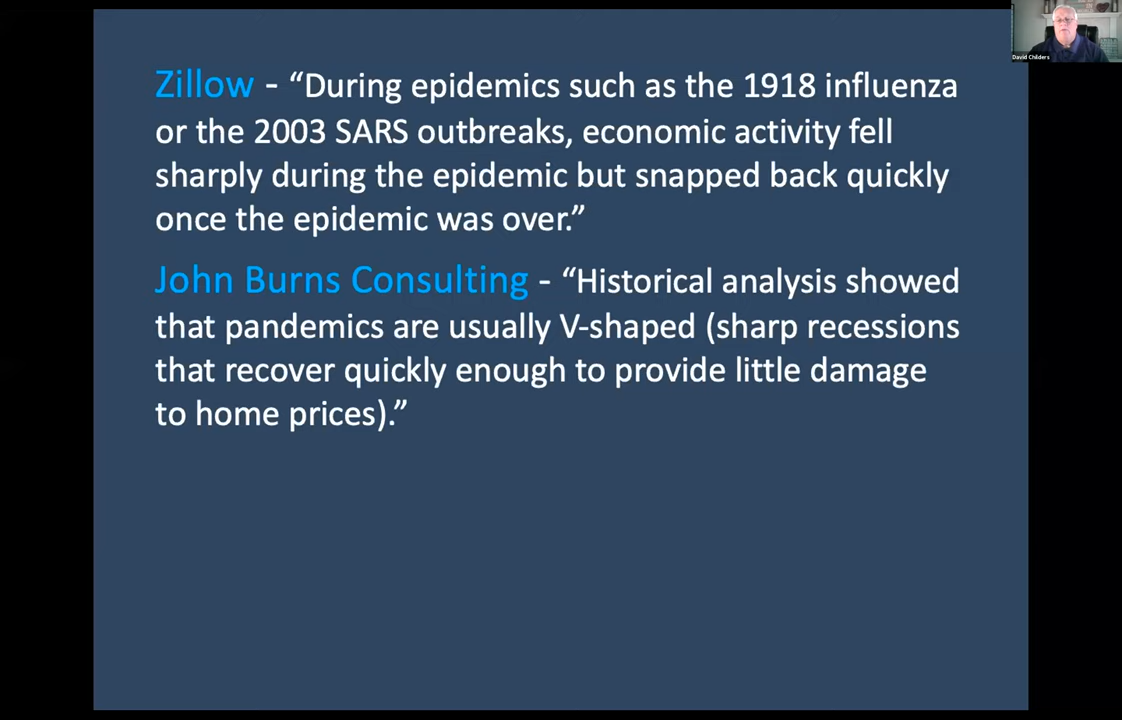 Zillow - “During epidemics such as the 1918 influenza
or the 2003 SARS outbreaks, economic activity fell
sharply during the epidemic but snapped back quickly
once the epidemic was over.”
John Burns Consulting - “Historical analysis showed
that pandemics are usually V-shaped (sharp recessions
that recover quickly enough to provide little damage
to home prices).”
David Childers